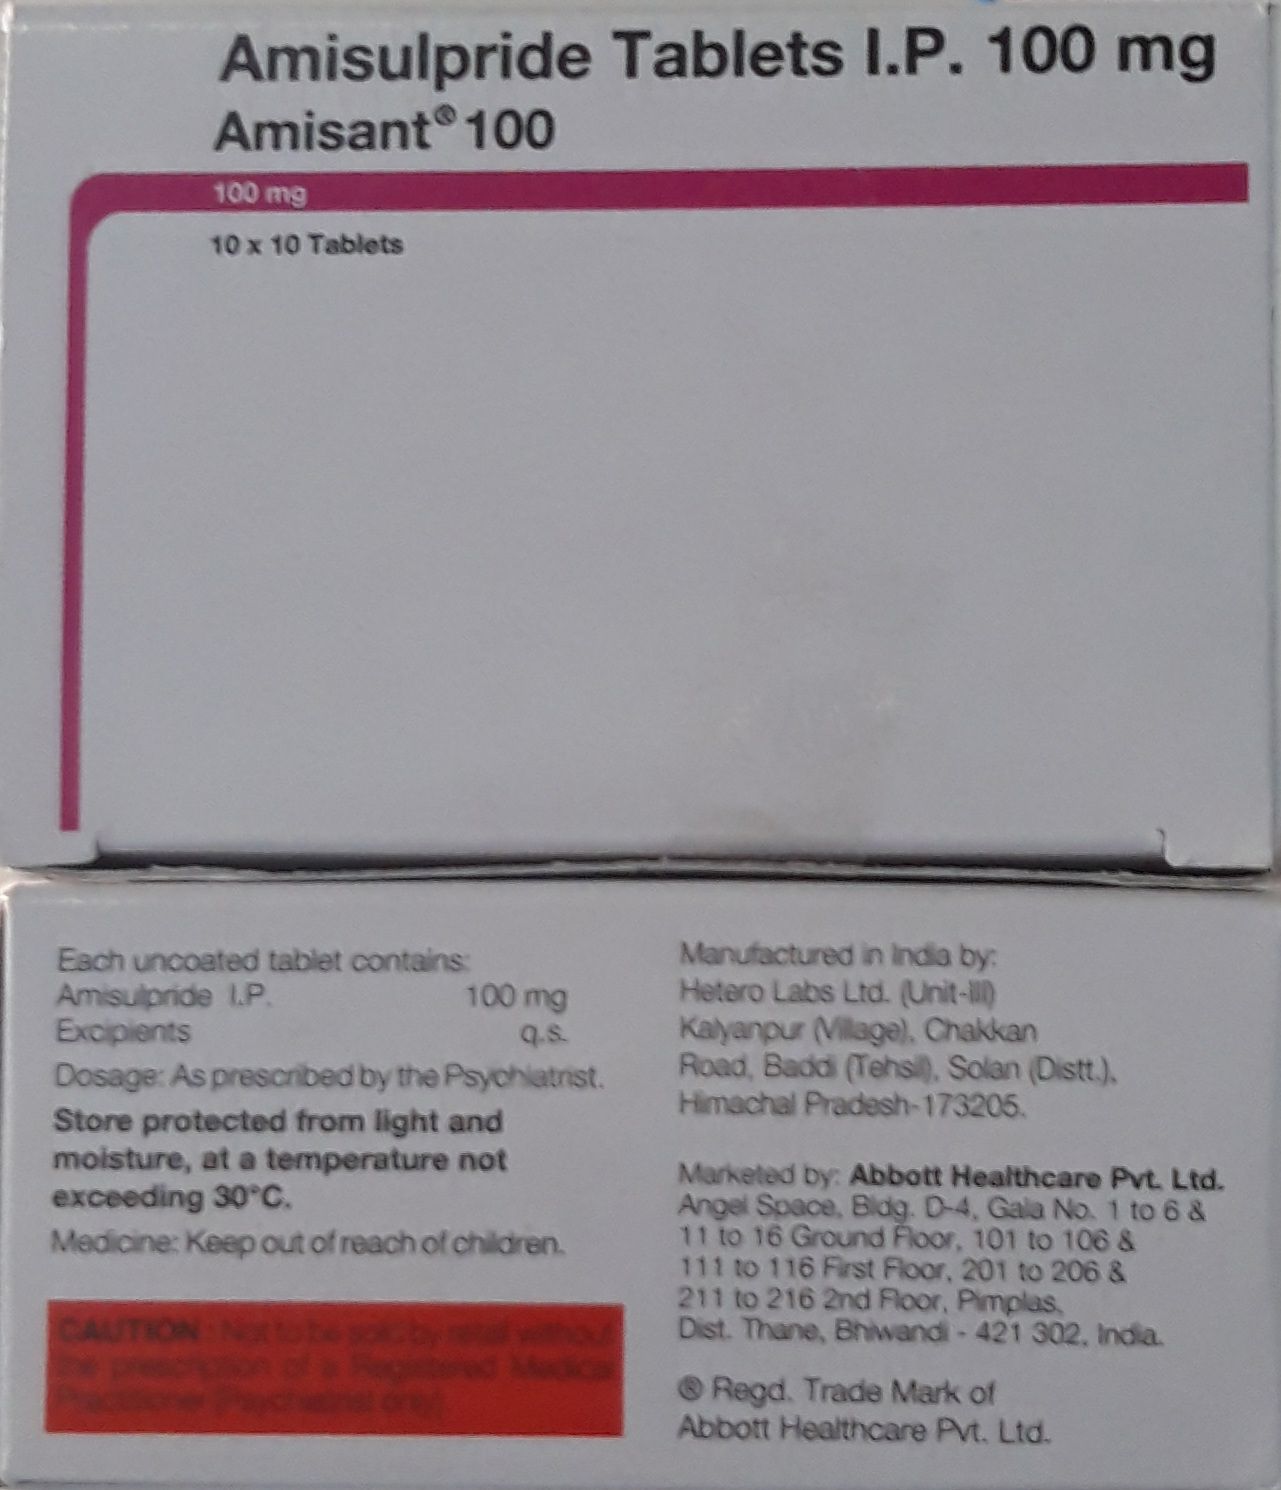 Amisulpride Tablets I.P. 100 mg
Amisant® 100
100 mg
10 x 10 Tablets
Each uncoated tablet contains:
Amisulpride I.P. 100 mg
Excipients q.s.
Dosage: As prescribed by the Psychiatrist.
Store protected from light and
moisture, at a temperature not
exceeding 30°C.
Medicine: Keep out of reach of children.
CAUTION : Not to be sold by retail without
the prescription of a Registered Medical
Practitioner (Psychiatrist only)
Manufactured in India by:
Hetero Labs Ltd. (Unit-III)
Kalyanpur (Village), Chakkan
Road, Baddi (Tehsil), Solan (Distt.),
Himachal Pradesh-173205.
Marketed by: Abbott Healthcare Pvt. Ltd.
Angel Space, Bldg. D-4, Gala No. 1 to 6 &
11 to 16 Ground Floor, 101 to 106 &
111 to 116 First Floor, 201 to 206 &
211 to 216 2nd Floor, Pimplas,
Dist. Thane, Bhiwandi - 421 302, India.
® Regd. Trade Mark of
Abbott Healthcare Pvt. Ltd.